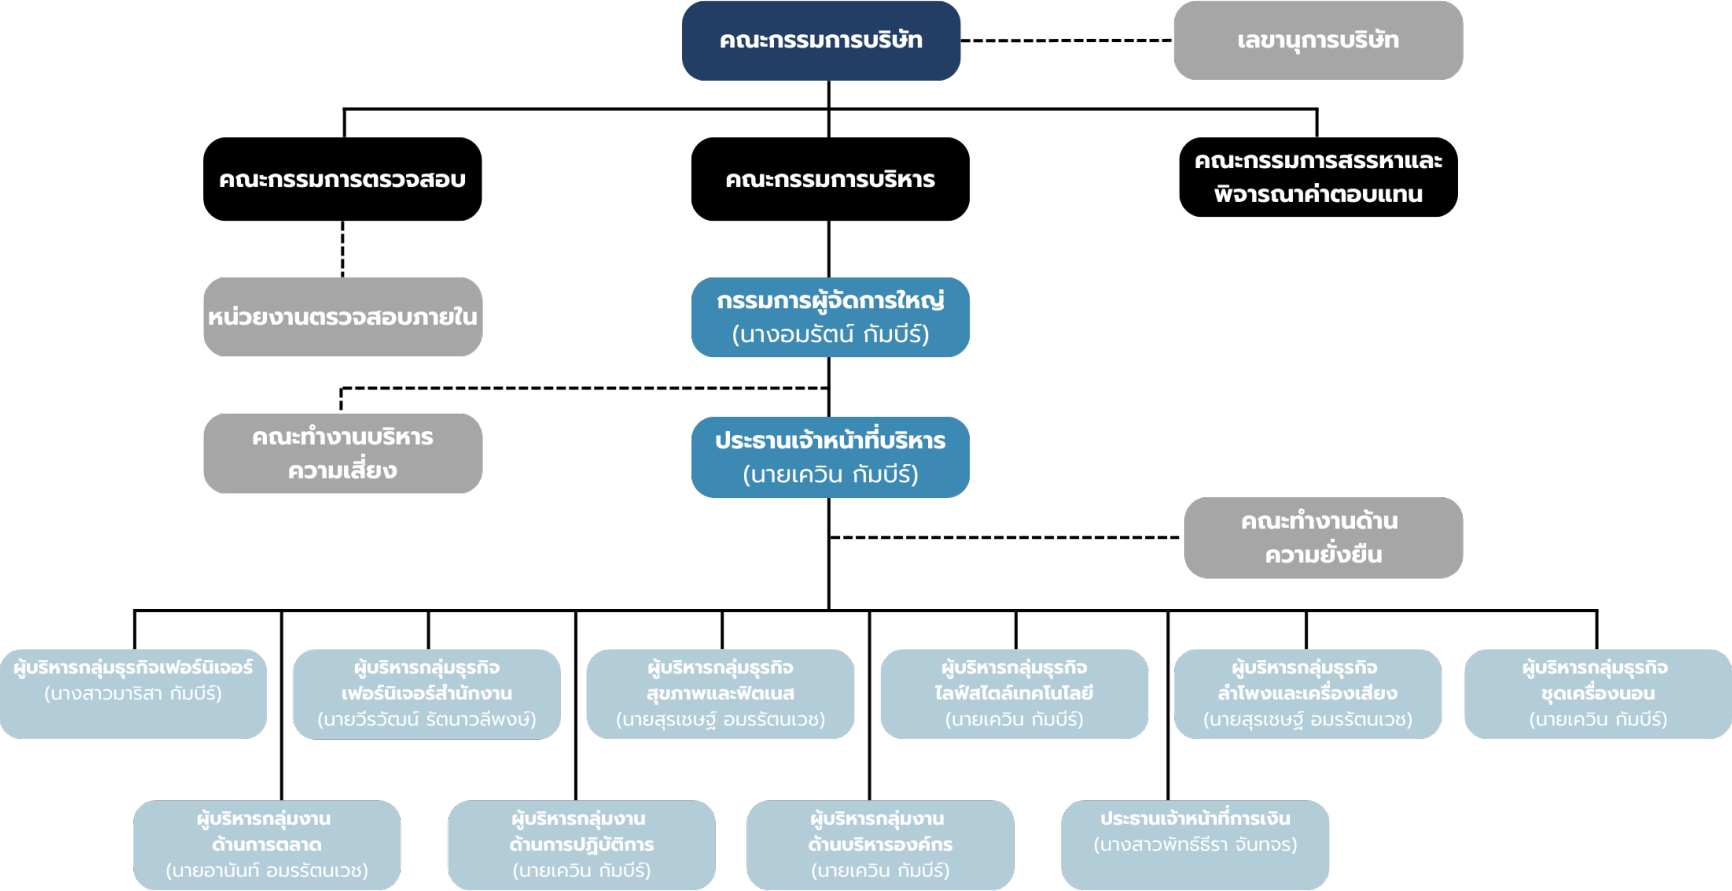 คณะกรรมการบริษัท
เลขานุการบริษัท
คณะกรรมการตรวจสอบ
คณะกรรมการบริหาร
คณะกรรมการสรรหาและ
พิจารณาค่าตอบแทน
หน่วยงานตรวจสอบภายใน
กรรมการผู้จัดการใหญ่
(นางอมรัตน์ กัมบีร์)
คณะทำงานบริหาร
ความเสี่ยง
ประธานเจ้าหน้าที่บริหาร
(นายเควิน กัมบีร์)
คณะทำงานด้าน
ความยั่งยืน
ผู้บริหารกลุ่มธุรกิจเฟอร์นิเจอร์
(นางสาวมาริสา กัมบีร์)
ผู้บริหารกลุ่มธุรกิจ
เฟอร์นิเจอร์สำนักงาน
(นายวีรวัฒน์ รัตนาวลีพงษ์)
ผู้บริหารกลุ่มธุรกิจ
สุขภาพและฟิตเนส
(นายสุรเชษฐ์ อมรรัตนเวช)
ผู้บริหารกลุ่มธุรกิจ
ไลฟ์สไตล์เทคโนโลยี
(นายเควิน กัมบีร์)
ผู้บริหารกลุ่มธุรกิจ
ลำโพงและเครื่องเสียง
(นายสุรเชษฐ์ อมรรัตนเวช)
ผู้บริหารกลุ่มธุรกิจ
ชุดเครื่องนอน
(นายเควิน กัมบีร์)
ผู้บริหารกลุ่มงาน
ด้านการตลาด
(นายอานันท์ อมรรัตนเวช)
ผู้บริหารกลุ่มงาน
ด้านการปฏิบัติการ
(นายเควิน กัมบีร์)
ผู้บริหารกลุ่มงาน
ด้านบริหารองค์กร
(นายเควิน กัมบีร์)
ประธานเจ้าหน้าที่การเงิน
(นางสาวพัทธ์ธีรา จันทจร)